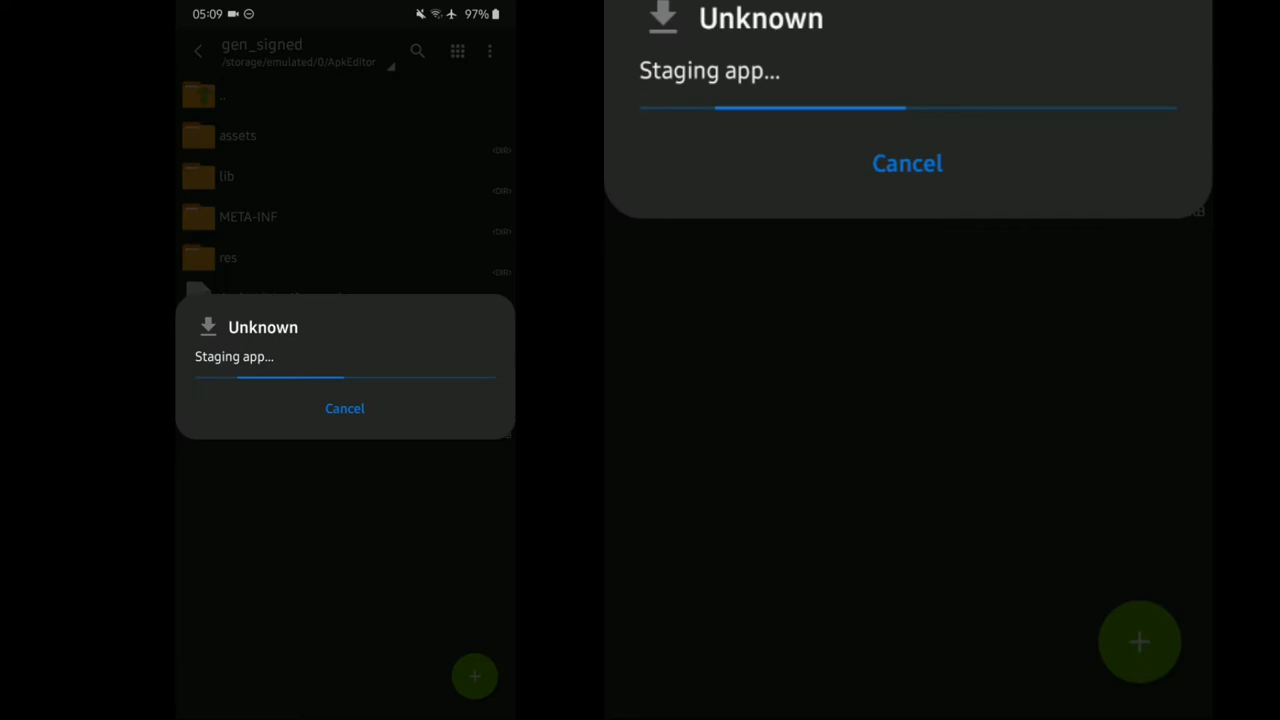 05:09
97%
gen_signed
/storage/emulated/0/ApkEditor
..
assets
<DIR>
lib
<DIR>
META-INF
<DIR>
res
<DIR>
Unknown
Staging app...
Cancel
+
Unknown
Staging app...
Cancel
+